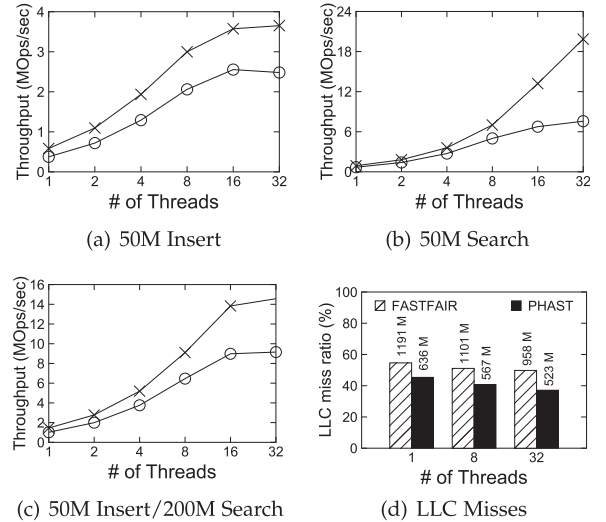 Throughput (MOps/sec)
4
3
2
1
0
1 2 4 8 16 32
# of Threads
(a) 50M Insert
Throughput (MOps/sec)
24
18
12
6
0
1 2 4 8 16 32
# of Threads
(b) 50M Search
Throughput (MOps/sec)
16
14
12
10
8
6
4
2
0
1 2 4 8 16 32
# of Threads
(c) 50M Insert/200M Search
LLC miss ratio (%)
100
80
60
40
20
0
FASTFAIR PHAST
1191 M
636 M
1101 M
567 M
958 M
523 M
1 8 32
# of Threads
(d) LLC Misses